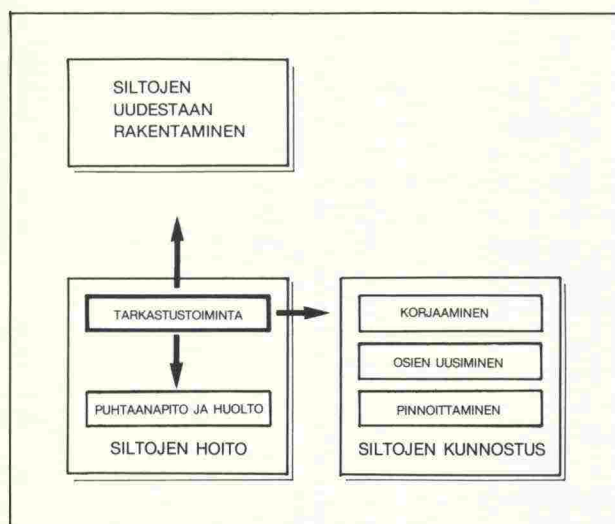 SILTOJEN
UUDESTAAN
RAKENTAMINEN
TARKASTUSTOIMINTA
PUHTAANAPITO JA HUOLTO
SILTOJEN HOITO
KORJAAMINEN
OSIEN UUSIMINEN
PINNOITTAMINEN
SILTOJEN KUNNOSTUS